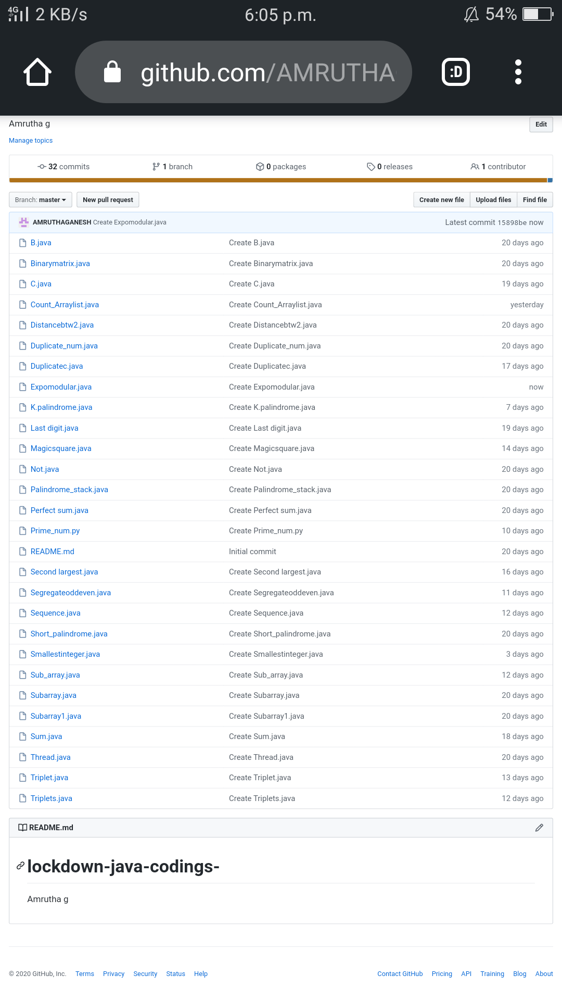 4G 2 KB/s 6:05 p.m. 54%
github.com/AMRUTHA :D
Amrutha g Edit
Manage topics
32 commits 1 branch 0 packages 0 releases 1 contributor
Branch: master New pull request Create new file Upload files Find file
AMRUTHAGANESH Create Expomodular.java Latest commit 15898be now
B.java Create B.java 20 days ago
Binarymatrix.java Create Binarymatrix.java 20 days ago
C.java Create C.java 19 days ago
Count_Arraylist.java Create Count_Arraylist.java yesterday
Distancebtw2.java Create Distancebtw2.java 20 days ago
Duplicate_num.java Create Duplicate_num.java 20 days ago
Duplicatec.java Create Duplicatec.java 17 days ago
Expomodular.java Create Expomodular.java now
K.palindrome.java Create K.palindrome.java 7 days ago
Last digit.java Create Last digit.java 19 days ago
Magicsquare.java Create Magicsquare.java 14 days ago
Not.java Create Not.java 20 days ago
Palindrome_stack.java Create Palindrome_stack.java 20 days ago
Perfect sum.java Create Perfect sum.java 20 days ago
Prime_num.py Create Prime_num.py 10 days ago
README.md Initial commit 20 days ago
Second largest.java Create Second largest.java 16 days ago
Segregateoddeven.java Create Segregateoddeven.java 11 days ago
Sequence.java Create Sequence.java 12 days ago
Short_palindrome.java Create Short_palindrome.java 20 days ago
Smallestinteger.java Create Smallestinteger.java 3 days ago
Sub_array.java Create Sub_array.java 12 days ago
Subarray.java Create Subarray.java 20 days ago
Subarray1.java Create Subarray1.java 20 days ago
Sum.java Create Sum.java 18 days ago
Thread.java Create Thread.java 20 days ago
Triplet.java Create Triplet.java 13 days ago
Triplets.java Create Triplets.java 12 days ago
README.md
lockdown-java-codings-
Amrutha g
© 2020 GitHub, Inc. Terms Privacy Security Status Help Contact GitHub Pricing API Training Blog About